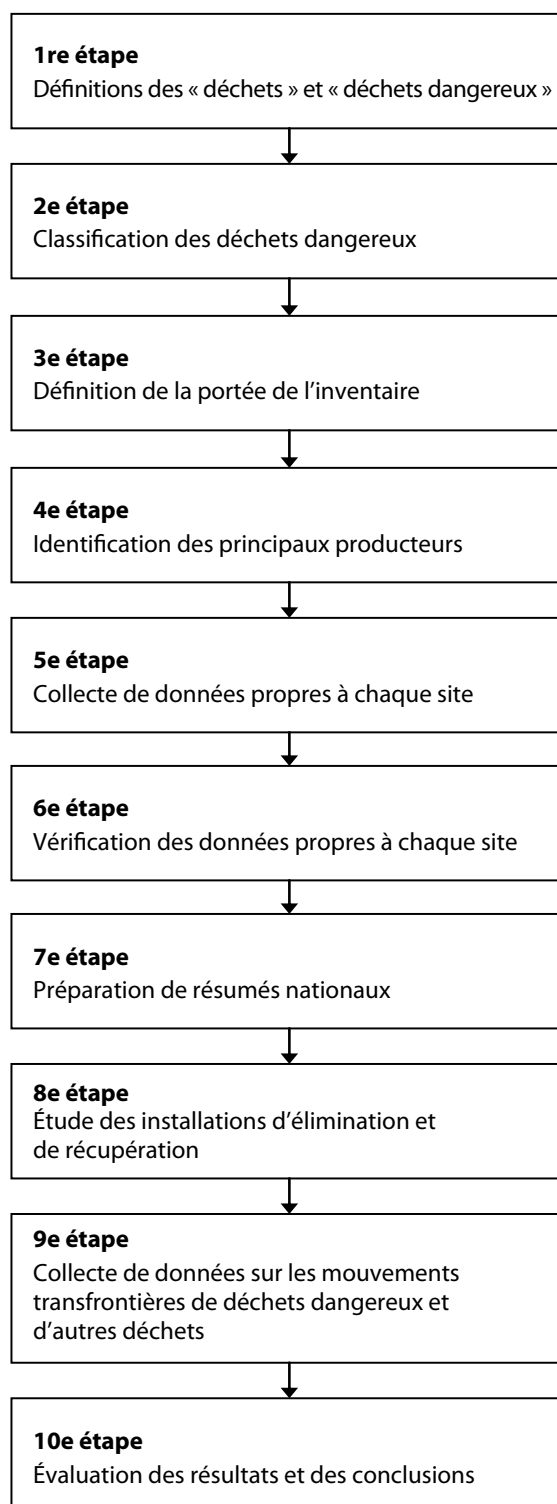 1re étape
Définitions des « déchets » et « déchets dangereux »
2e étape
Classification des déchets dangereux
3e étape
Définition de la portée de l’inventaire
4e étape
Identification des principaux producteurs
5e étape
Collecte de données propres à chaque site
6e étape
Vérification des données propres à chaque site
7e étape
Préparation de résumés nationaux
8e étape
Étude des installations d’élimination et
de récupération
9e étape
Collecte de données sur les mouvements
transfrontières de déchets dangereux et
d’autres déchets
10e étape
Évaluation des résultats et des conclusions